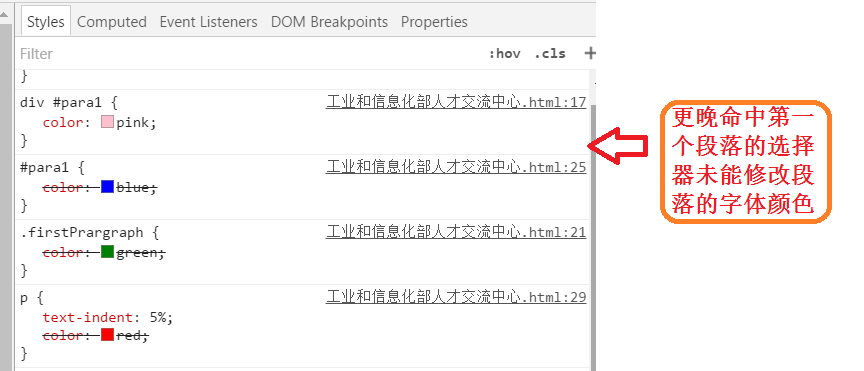 Styles Computed Event Listeners DOM Breakpoints Properties
Filter :hov .cls +
}
div #para1 { 工业和信息化部人才交流中心.html:17
color: pink;
}
#para1 { 工业和信息化部人才交流中心.html:25
color: blue;
}
.firstPrargraph { 工业和信息化部人才交流中心.html:21
color: green;
}
p { 工业和信息化部人才交流中心.html:29
text-indent: 5%;
color: red;
}
更晚命中第一
个段落的选择
器未能修改段
落的字体颜色